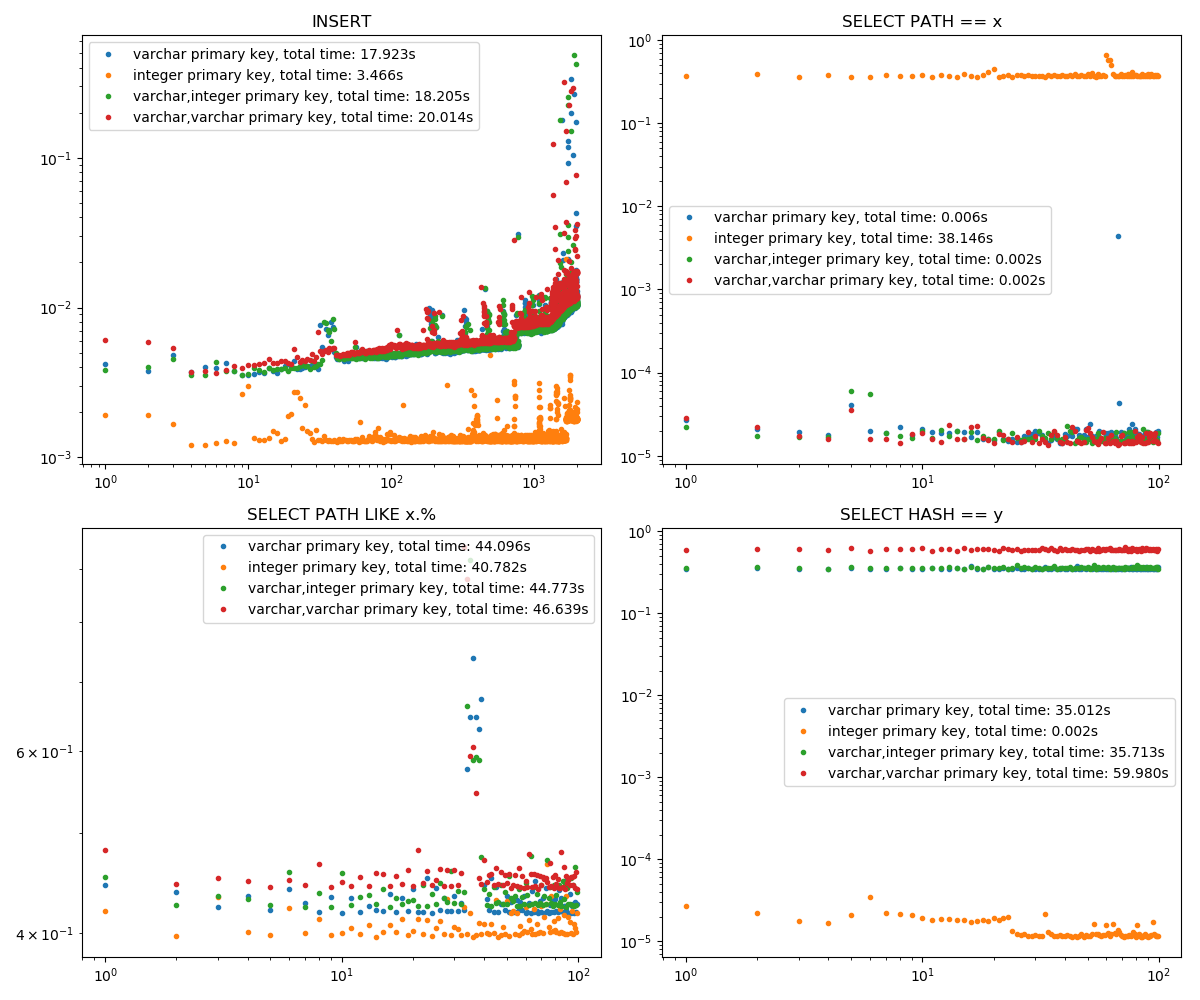 INSERT
varchar primary key, total time: 17.923s
integer primary key, total time: 3.466s
varchar,integer primary key, total time: 18.205s
varchar,varchar primary key, total time: 20.014s
10⁻¹
10⁻²
10⁻³
10⁰ 10¹ 10² 10³
SELECT PATH == x
10⁰
10⁻¹
10⁻²
varchar primary key, total time: 0.006s
integer primary key, total time: 38.146s
varchar,integer primary key, total time: 0.002s
varchar,varchar primary key, total time: 0.002s
10⁻³
10⁻⁴
10⁻⁵
10⁰ 10¹ 10²
SELECT PATH LIKE x.%
varchar primary key, total time: 44.096s
integer primary key, total time: 40.782s
varchar,integer primary key, total time: 44.773s
varchar,varchar primary key, total time: 46.639s
6 × 10⁻¹
4 × 10⁻¹
10⁰ 10¹ 10²
SELECT HASH == y
10⁰
10⁻¹
10⁻²
varchar primary key, total time: 35.012s
integer primary key, total time: 0.002s
varchar,integer primary key, total time: 35.713s
varchar,varchar primary key, total time: 59.980s
10⁻³
10⁻⁴
10⁻⁵
10⁰ 10¹ 10²